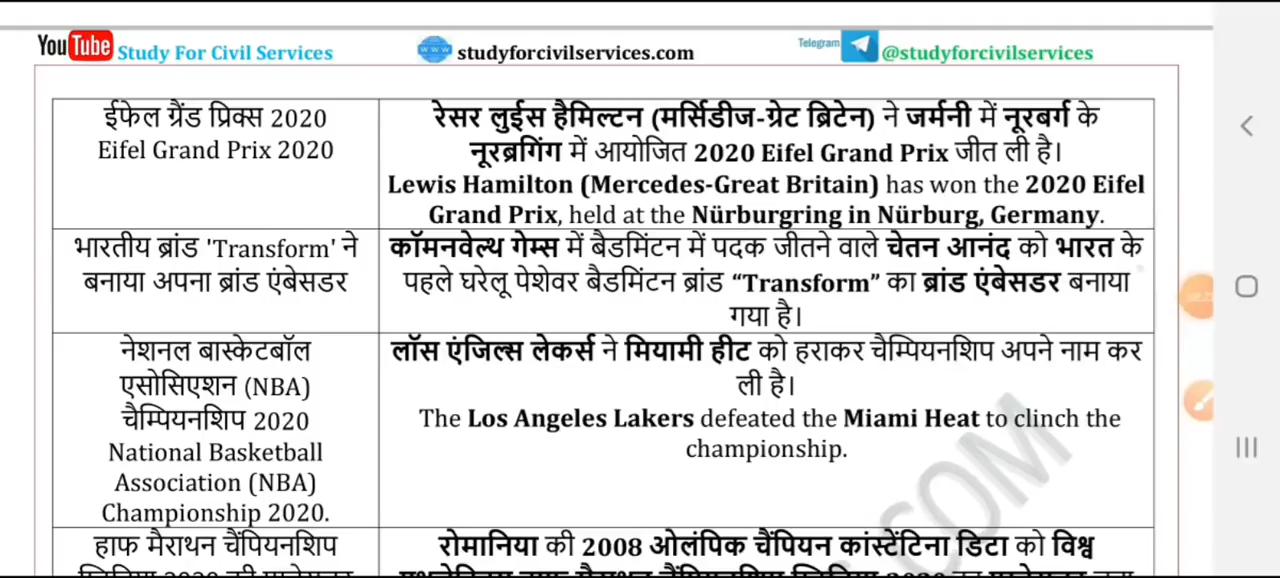 YouTube Study For Civil Services
www studyforcivilservices.com
Telegram @studyforcivilservices
ईफेल ग्रैंड प्रिक्स 2020
Eifel Grand Prix 2020
रेसर लुईस हैमिल्टन (मर्सिडीज-ग्रेट ब्रिटेन) ने जर्मनी में नूरबर्ग के
नूरब्रगिंग में आयोजित 2020 Eifel Grand Prix जीत ली है।
Lewis Hamilton (Mercedes-Great Britain) has won the 2020 Eifel
Grand Prix, held at the Nürburgring in Nürburg, Germany.
भारतीय ब्रांड 'Transform' ने
बनाया अपना ब्रांड एंबेसडर
कॉमनवेल्थ गेम्स में बैडमिंटन में पदक जीतने वाले चेतन आनंद को भारत के
पहले घरेलू पेशेवर बैडमिंटन ब्रांड “Transform” का ब्रांड एंबेसडर बनाया
गया है।
नेशनल बास्केटबॉल
एसोसिएशन (NBA)
चैम्पियनशिप 2020
National Basketball
Association (NBA)
Championship 2020.
लॉस एंजिल्स लेकर्स ने मियामी हीट को हराकर चैम्पियनशिप अपने नाम कर
ली है।
The Los Angeles Lakers defeated the Miami Heat to clinch the
championship.
हाफ मैराथन चैंपियनशिप
रोमानिया की 2008 ओलंपिक चैंपियन कांस्टेंटिना डिटा को विश्व
.COM